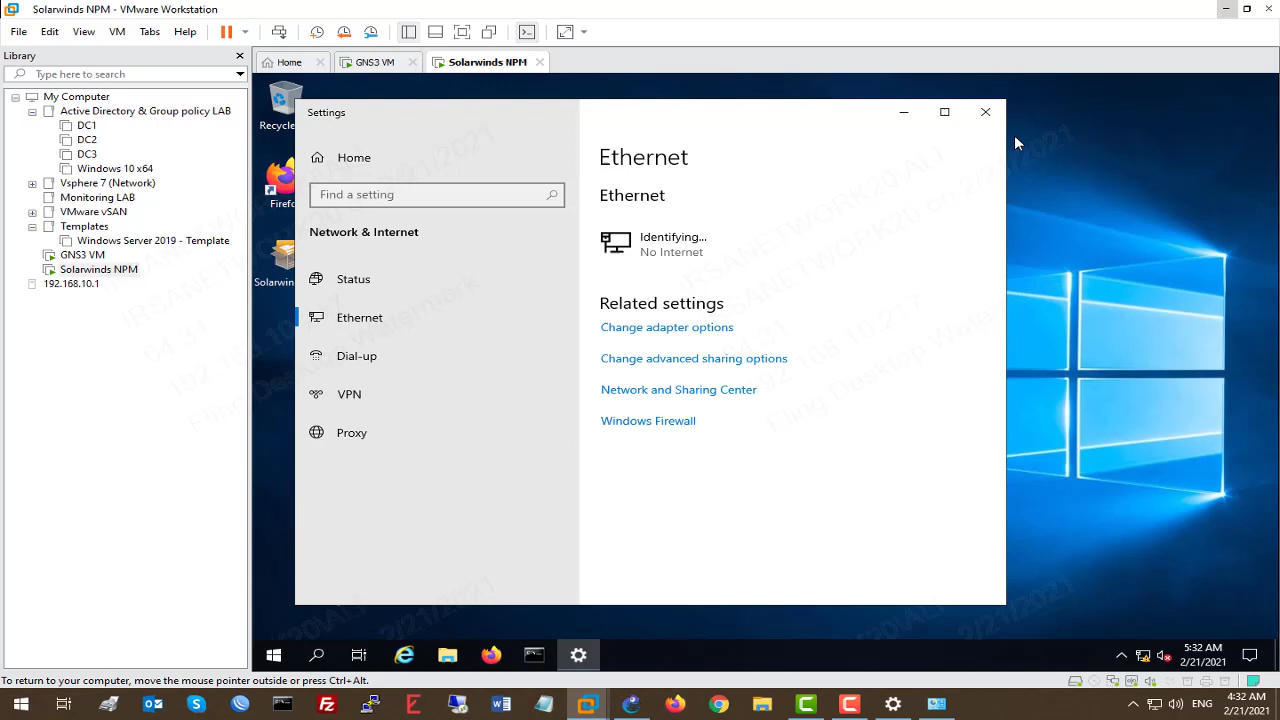 Solarwinds NPM - VMware Workstation
File Edit View VM Tabs Help
Library
Type here to search
Home
GNS3 VM
Solarwinds NPM
My Computer
Active Directory & Group policy LAB
DC1
DC2
DC3
Windows 10 x64
Vsphere 7 (Network)
Monitoring LAB
VMware vSAN
Templates
Windows Server 2019 - Template
GNS3 VM
Solarwinds NPM
192.168.10.1
Recycle
Firefo
Solarwin
Settings
Home
Find a setting
Network & Internet
Status
Ethernet
Dial-up
VPN
Proxy
Ethernet
Ethernet
Identifying...
No Internet
Related settings
Change adapter options
Change advanced sharing options
Network and Sharing Center
Windows Firewall
5:32 AM
2/21/2021
To return to your computer, move the mouse pointer outside or press Ctrl+Alt.
ENG
4:32 AM
2/21/2021